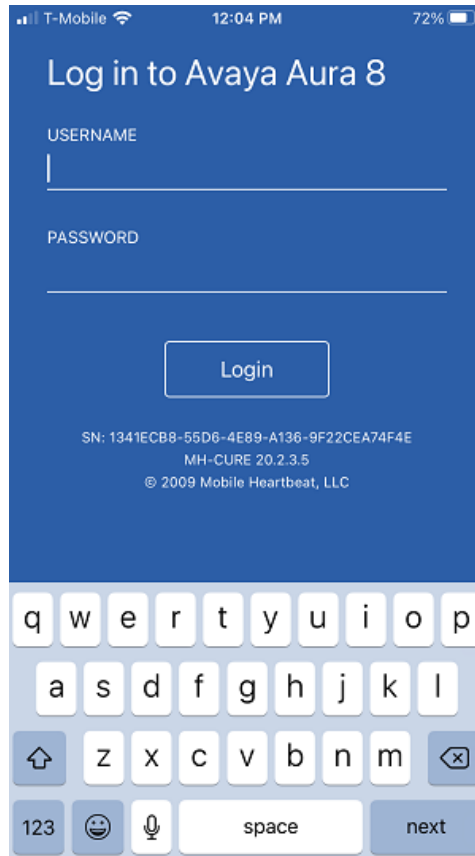 T-Mobile 12:04 PM 72%
Log in to Avaya Aura 8
USERNAME
PASSWORD
Login
SN: 1341ECB8-55D6-4E89-A136-9F22CEA74F4E
MH-CURE 20.2.3.5
© 2009 Mobile Heartbeat, LLC
q w e r t y u i o p
a s d f g h j k l
z x c v b n m
123 space next